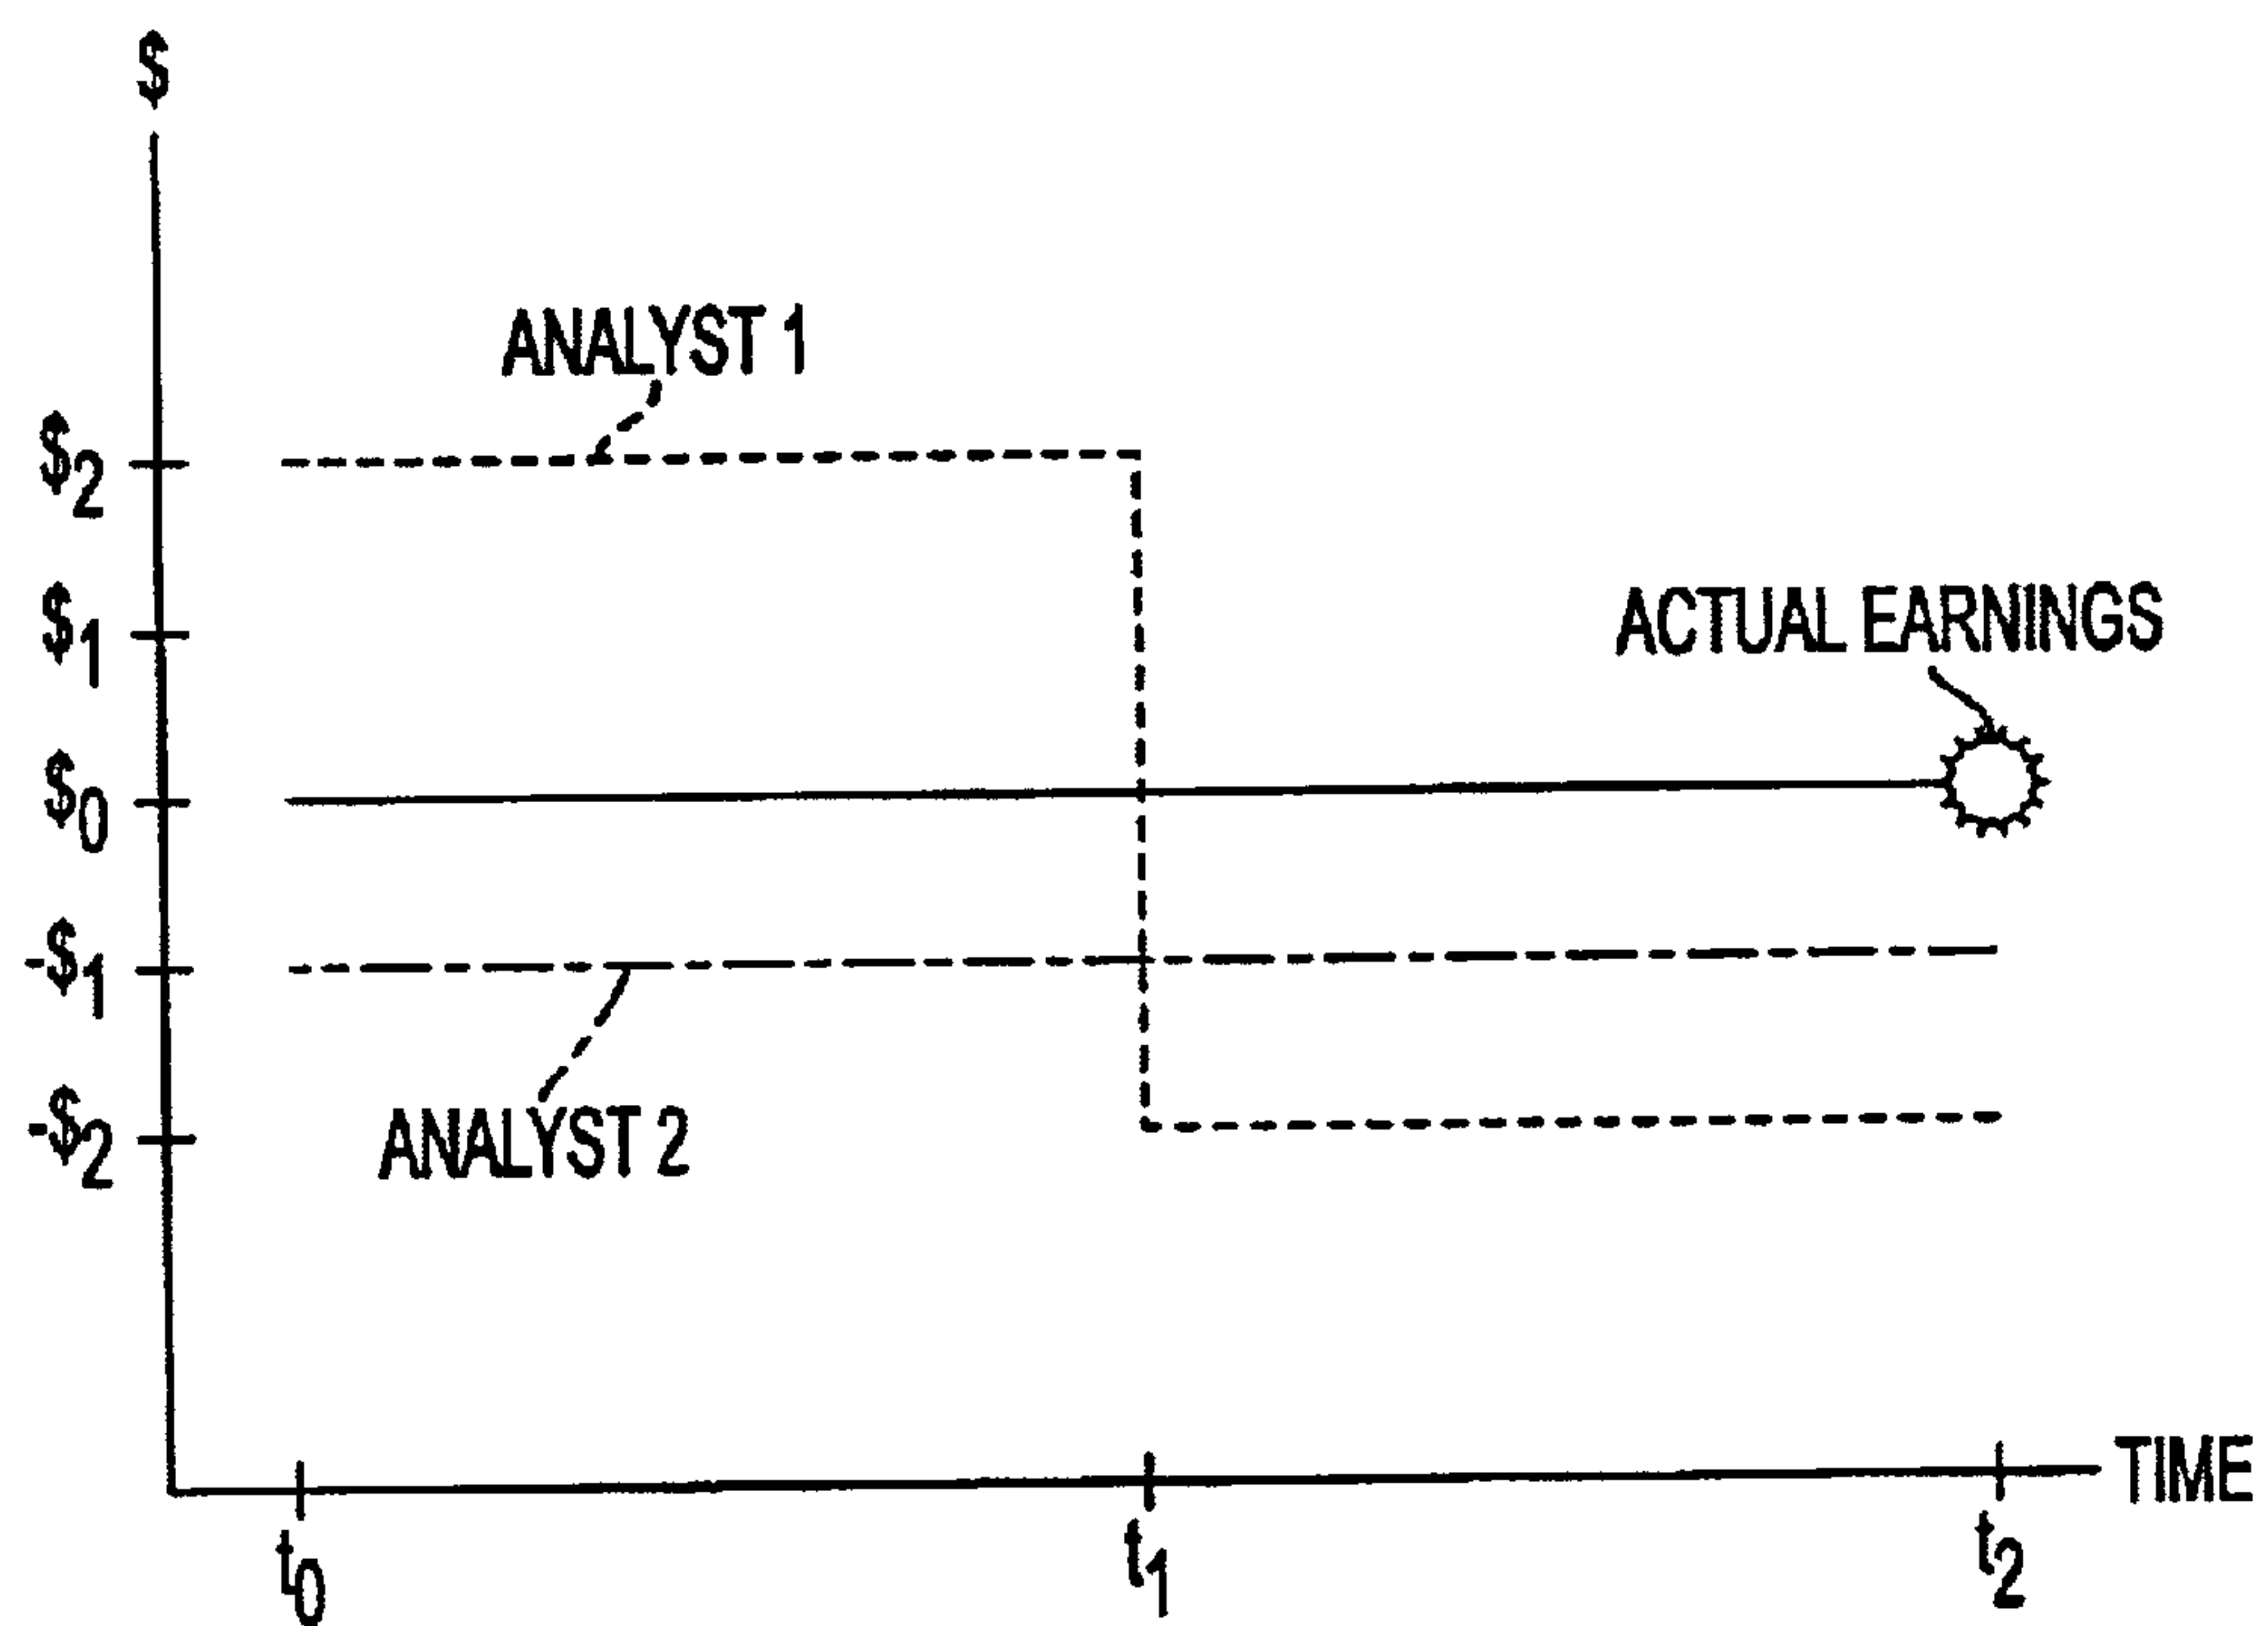 $
ANALYST 1
$2
$1
ACTUAL EARNINGS
$0
-$1
-$2
ANALYST 2
TIME
t0
t1
t2